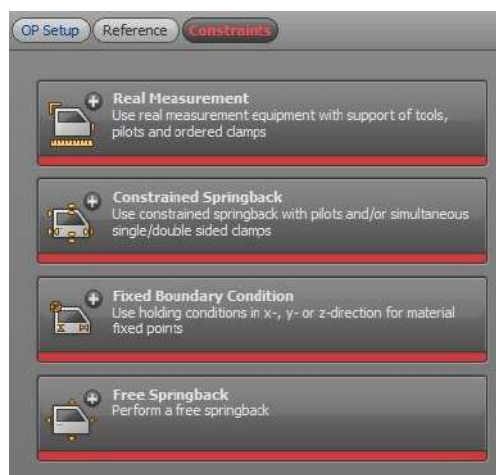 OP Setup Reference Constraints
Real Measurement
Use real measurement equipment with support of tools,
pilots and ordered clamps
Constrained Springback
Use constrained springback with pilots and/or simultaneous
single/double sided clamps
Fixed Boundary Condition
Use holding conditions in x-, y- or z-direction for material
fixed points
Free Springback
Perform a free springback